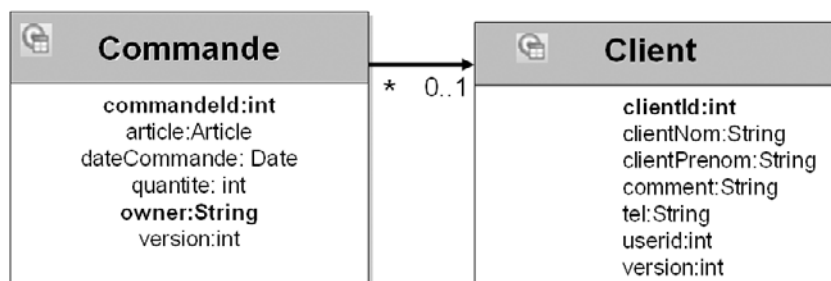 Commande
commandeId:int
article:Article
dateCommande: Date
quantite: int
owner:String
version:int
* 0..1
Client
clientId:int
clientNom:String
clientPrenom:String
comment:String
tel:String
userid:int
version:int